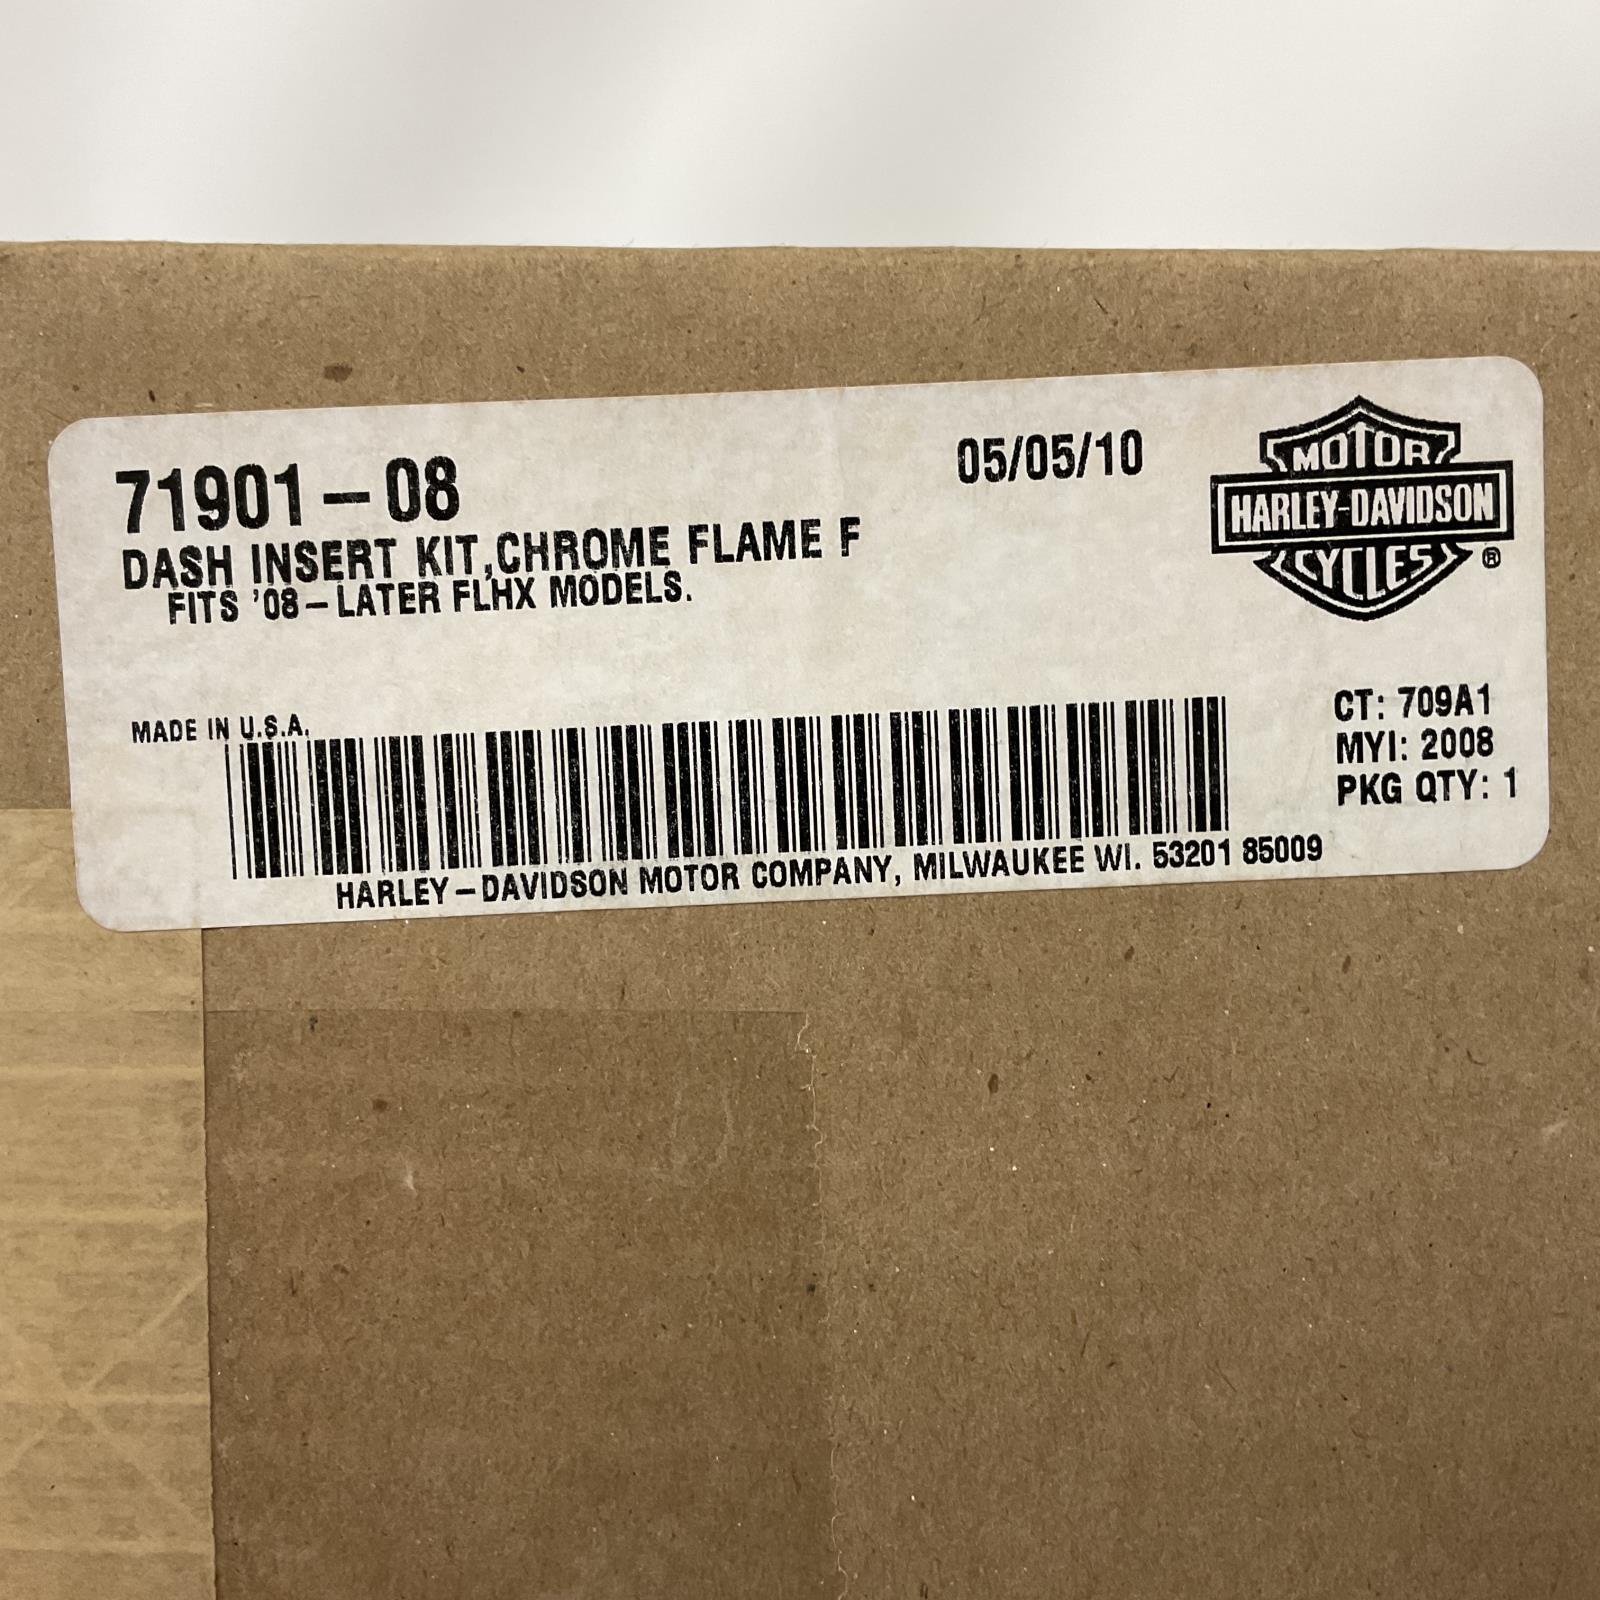 71901-08
05/05/10
DASH INSERT KIT,CHROME FLAME F
FITS '08-LATER FLHX MODELS.
MOTOR
HARLEY-DAVIDSON
CYCLES
®
MADE IN U.S.A.
CT: 709A1
MYI: 2008
PKG QTY: 1
HARLEY-DAVIDSON MOTOR COMPANY, MILWAUKEE WI. 53201 85009